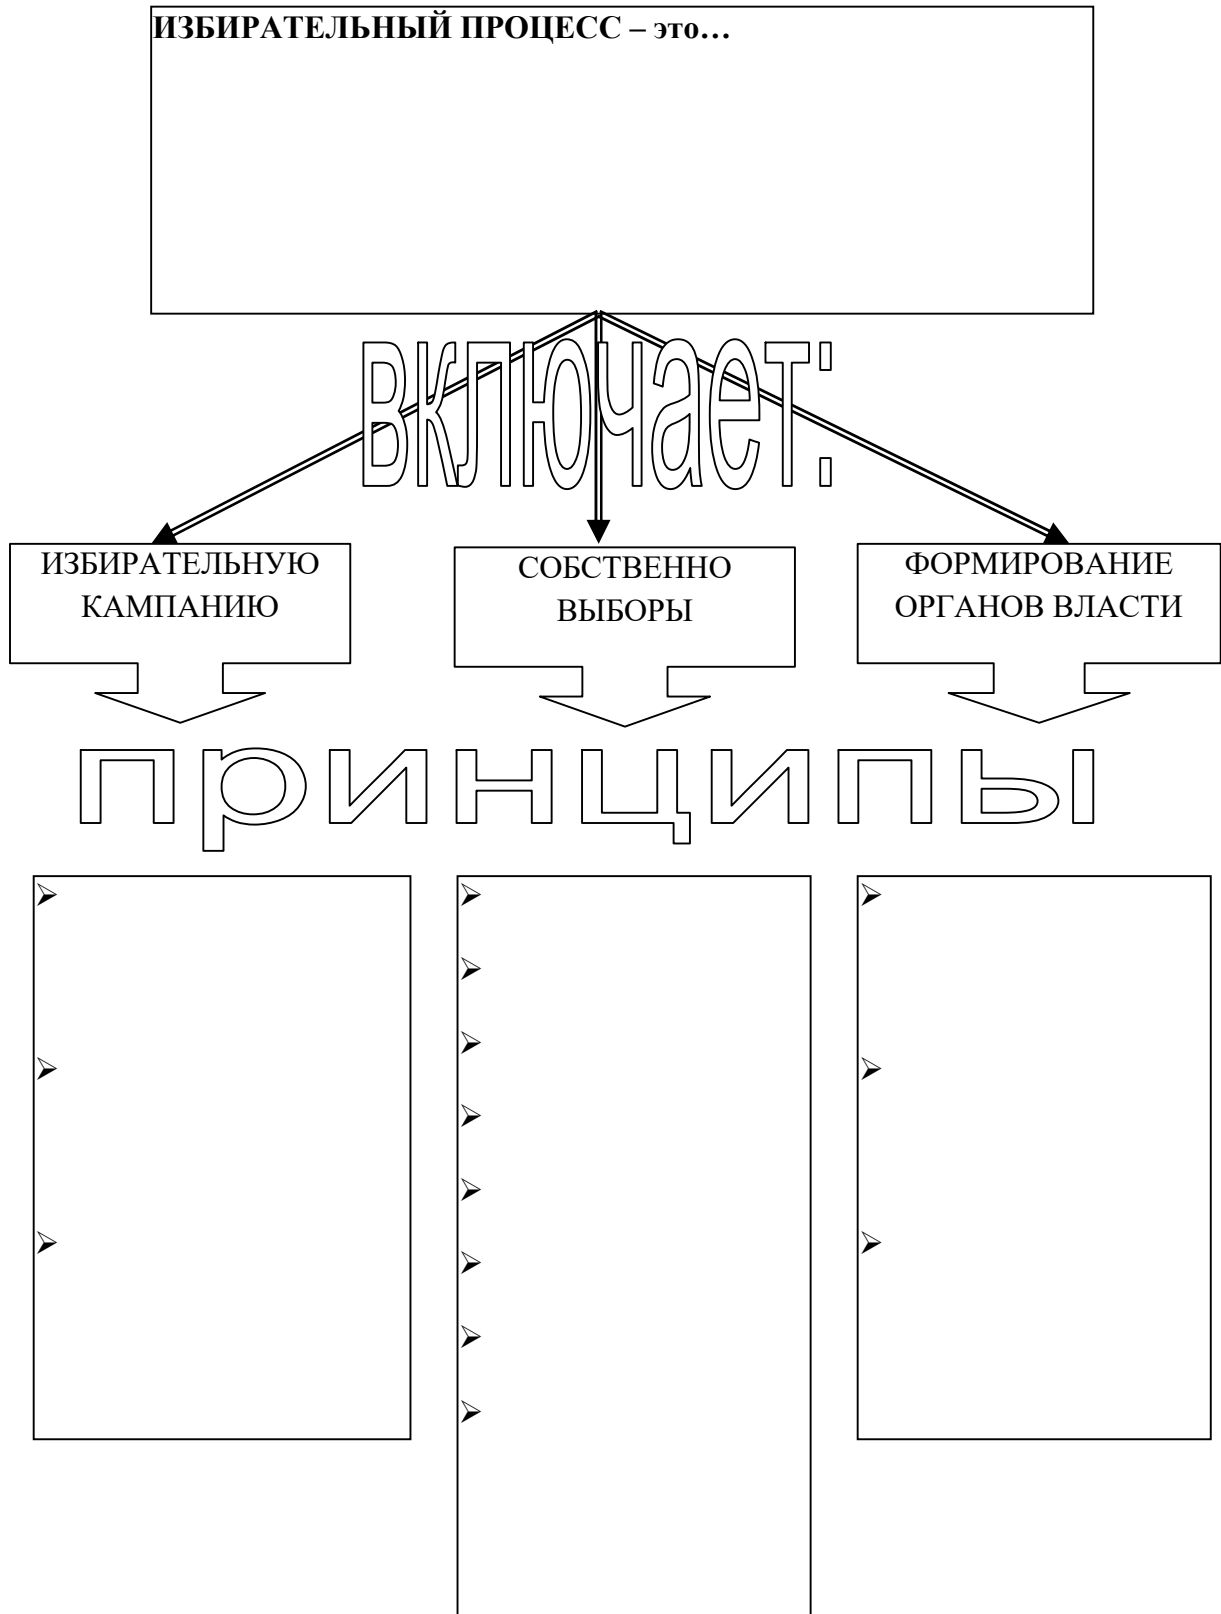 ИЗБИРАТЕЛЬНЫЙ ПРОЦЕСС – это…
включает:
ИЗБИРАТЕЛЬНУЮ
КАМПАНИЮ
СОБСТВЕННО
ВЫБОРЫ
ФОРМИРОВАНИЕ
ОРГАНОВ ВЛАСТИ
принципы